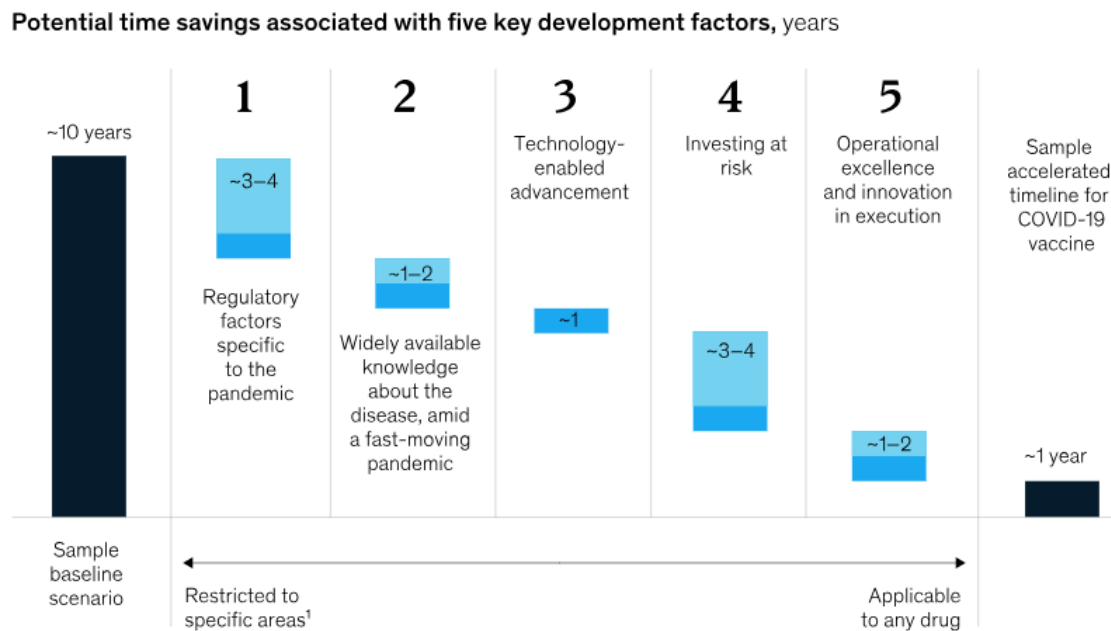 Potential time savings associated with five key development factors, years
~10 years
Sample
baseline
scenario
1
~3–4
Regulatory
factors
specific
to the
pandemic
2
~1–2
Widely available
knowledge
about the
disease, amid
a fast-moving
pandemic
3
Technology-
enabled
advancement
~1
4
Investing at
risk
~3–4
5
Operational
excellence
and innovation
in execution
~1–2
Sample
accelerated
timeline for
COVID-19
vaccine
~1 year
Restricted to
specific areas¹
Applicable
to any drug